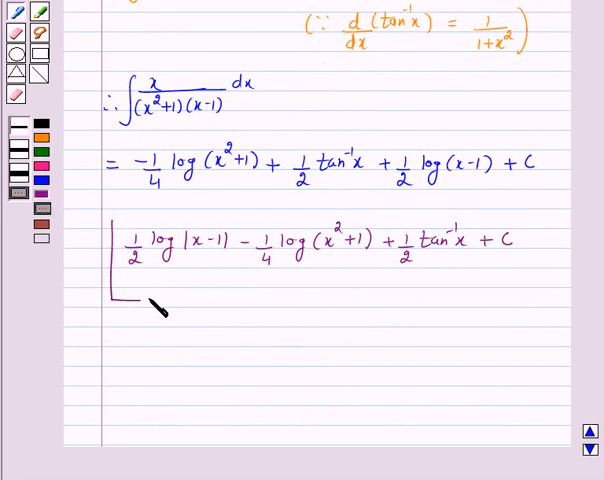 (∵ d/dx (tan⁻¹x) = 1/(1+x²))
∴ ∫ x/((x²+1)(x-1)) dx
= -1/4 log(x²+1) + 1/2 tan⁻¹x + 1/2 log(x-1) + C
1/2 log|x-1| - 1/4 log(x²+1) + 1/2 tan⁻¹x + C